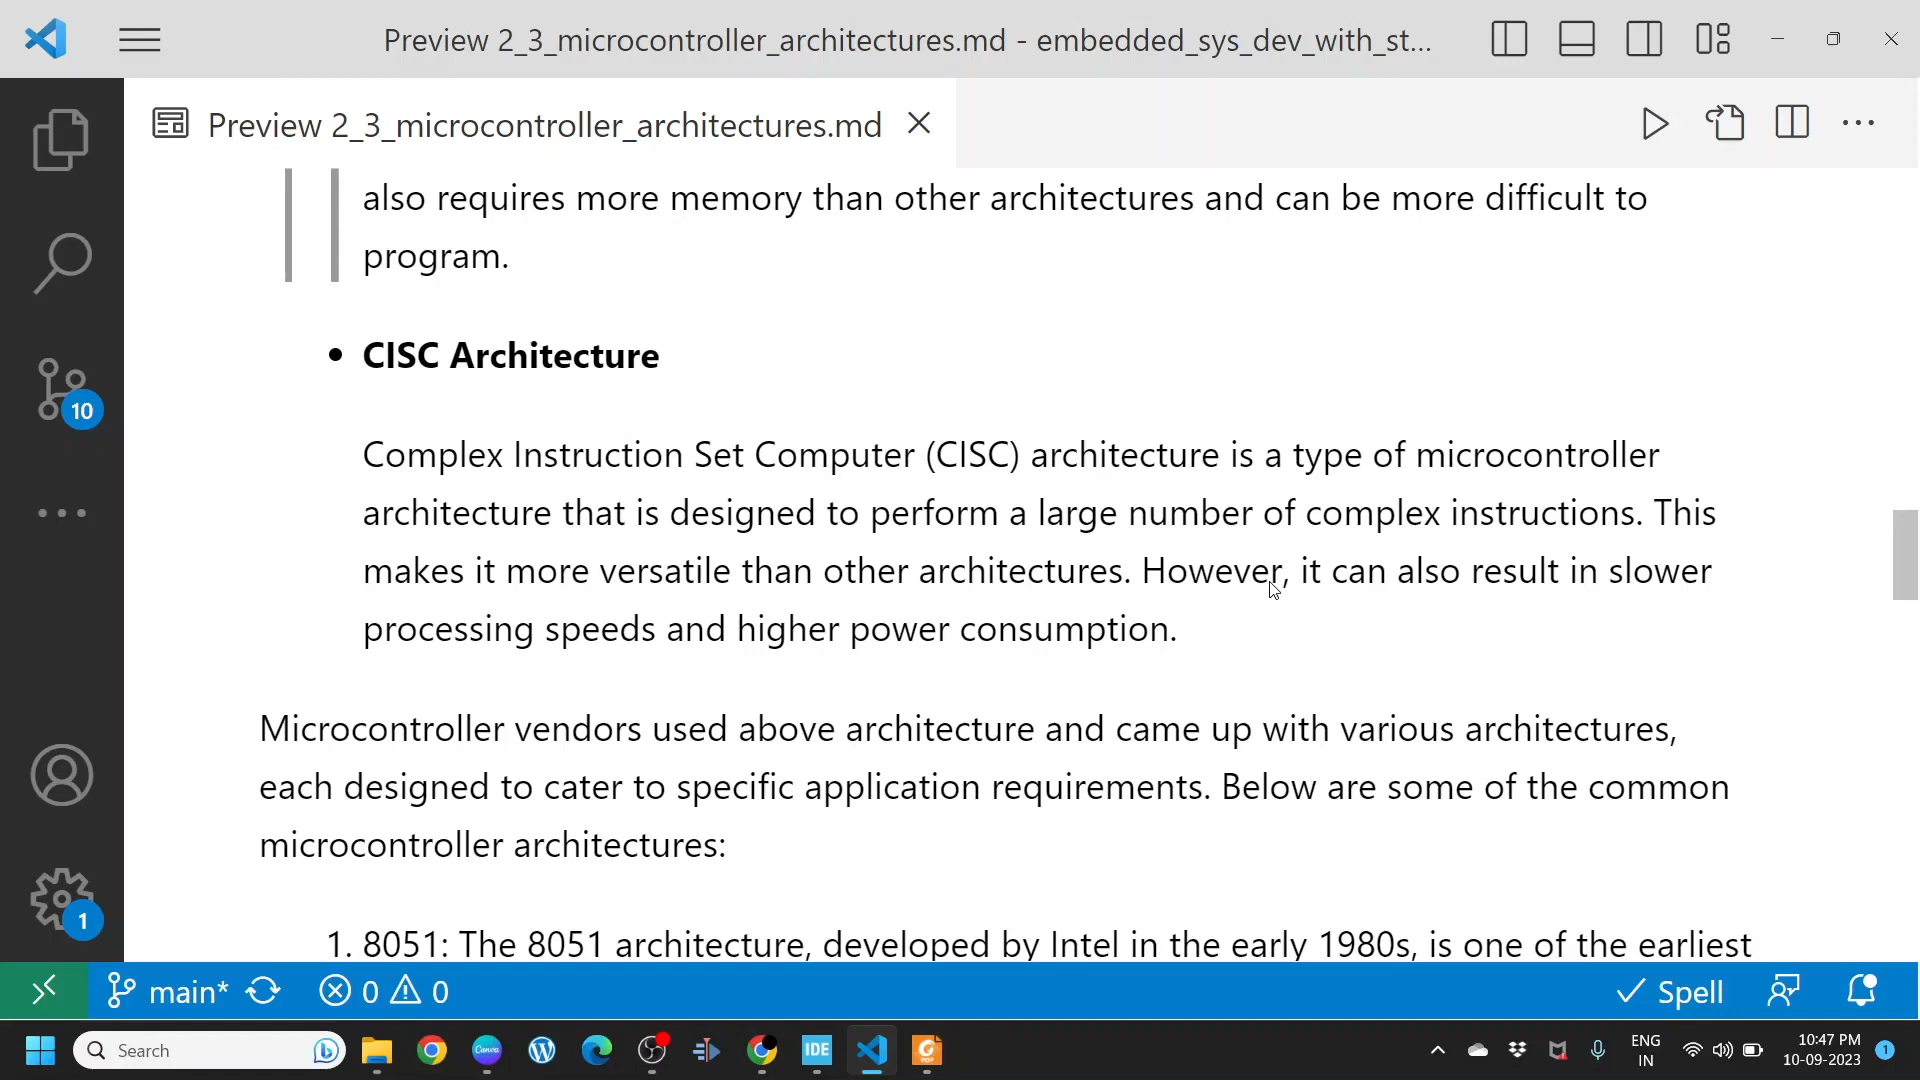 Preview 2_3_microcontroller_architectures.md - embedded_sys_dev_with_st...
Preview 2_3_microcontroller_architectures.md
also requires more memory than other architectures and can be more difficult to
program.
• CISC Architecture
Complex Instruction Set Computer (CISC) architecture is a type of microcontroller
architecture that is designed to perform a large number of complex instructions. This
makes it more versatile than other architectures. However, it can also result in slower
processing speeds and higher power consumption.
Microcontroller vendors used above architecture and came up with various architectures,
each designed to cater to specific application requirements. Below are some of the common
microcontroller architectures:
1. 8051: The 8051 architecture, developed by Intel in the early 1980s, is one of the earliest
10
1
main* 0 0 Spell
Search
Canva
IDE
PDF
ENG
IN
10:47 PM
10-09-2023
1